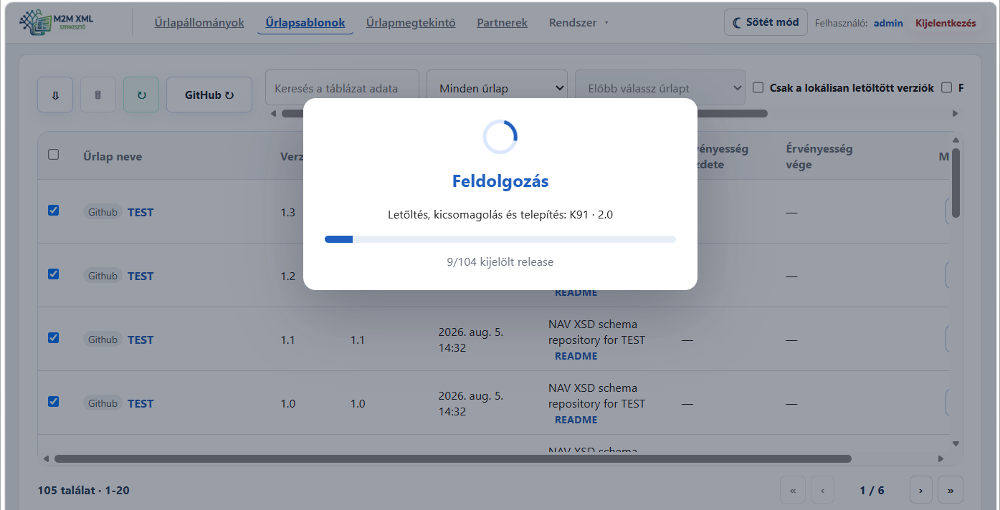 M2M XML
SZERKESZTŐ
Űrlapállományok
Űrlapsablonok
Űrlapmegtekintő
Partnerek
Rendszer
Sötét mód
Felhasználó: admin
Kijelentkezés
GitHub ↻
Keresés a táblázat adata
Minden űrlap
Előbb válassz űrlapt
Csak a lokálisan letöltött verziók
F
Feldolgozás
Letöltés, kicsomagolás és telepítés: K91 · 2.0
9/104 kijelölt release
Űrlap neve
Verz
vényesség
zdete
Érvényesség
vége
M
Github TEST
1.3
—
Github TEST
1.2
README
—
Github TEST
1.1
1.1
2026. aug. 5.
14:32
NAV XSD schema
repository for TEST
README
—
—
Github TEST
1.0
1.0
2026. aug. 5.
14:32
NAV XSD schema
repository for TEST
README
—
—
NAV XSD schema
105 találat · 1-20
«
‹
1 / 6
›
»